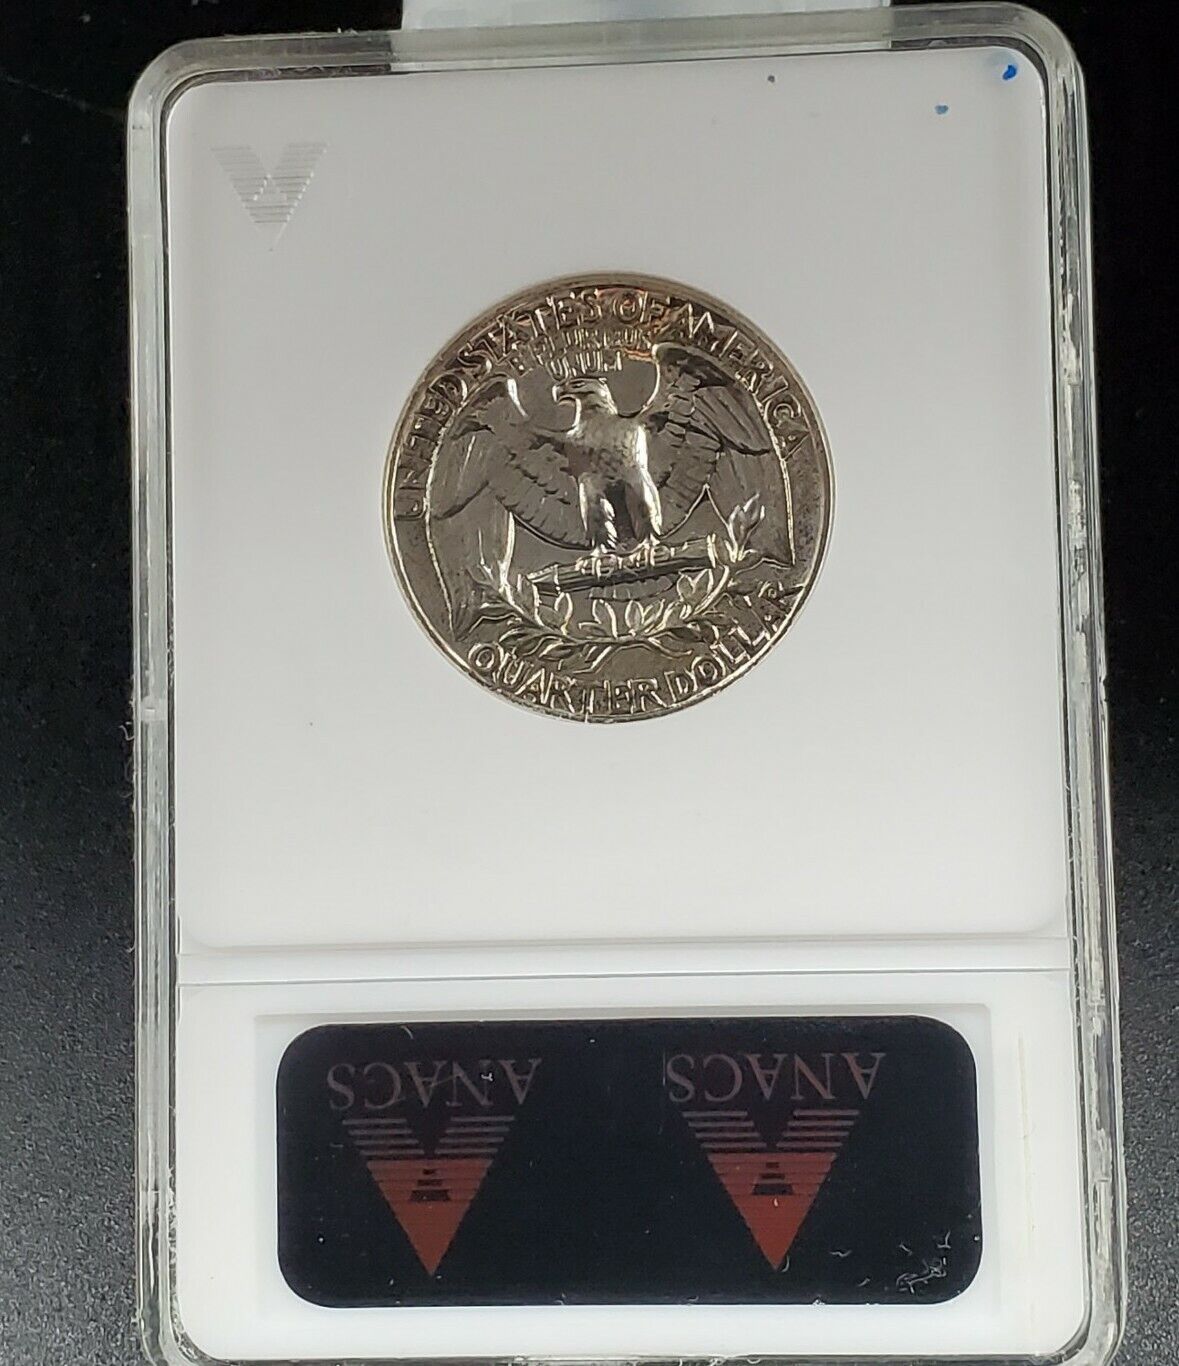 UNITED STATES OF AMERICA
E PLURIBUS
UNUM
QUARTER DOLLAR
ANACS ANACS
A A